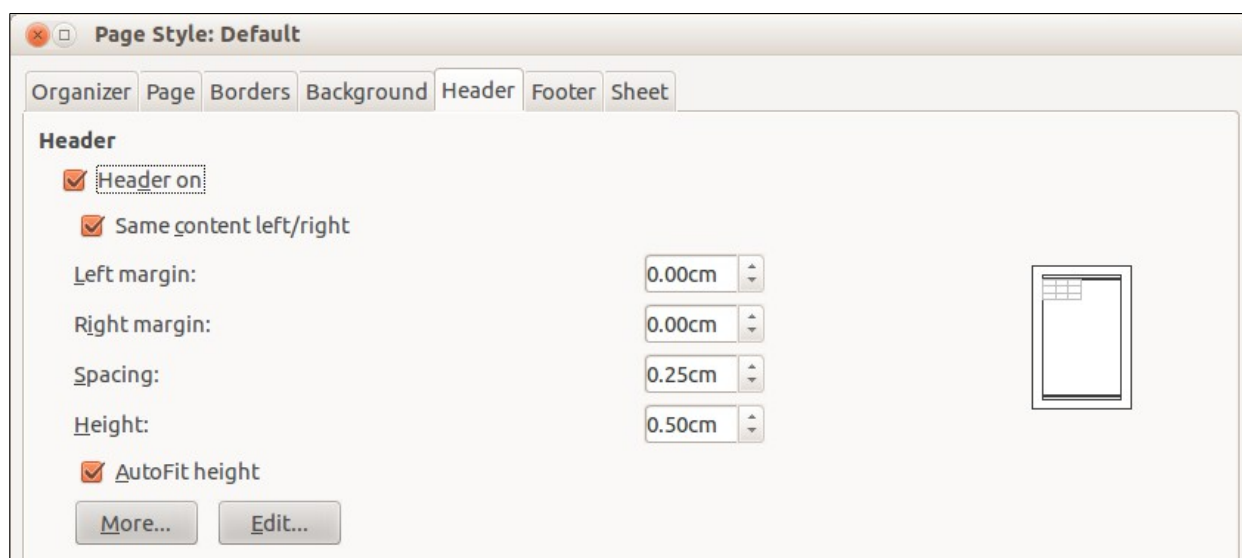 Page Style: Default
Organizer Page Borders Background Header Footer Sheet
Header
Header on
Same content left/right
Left margin: 0.00cm
Right margin: 0.00cm
Spacing: 0.25cm
Height: 0.50cm
AutoFit height
More... Edit...